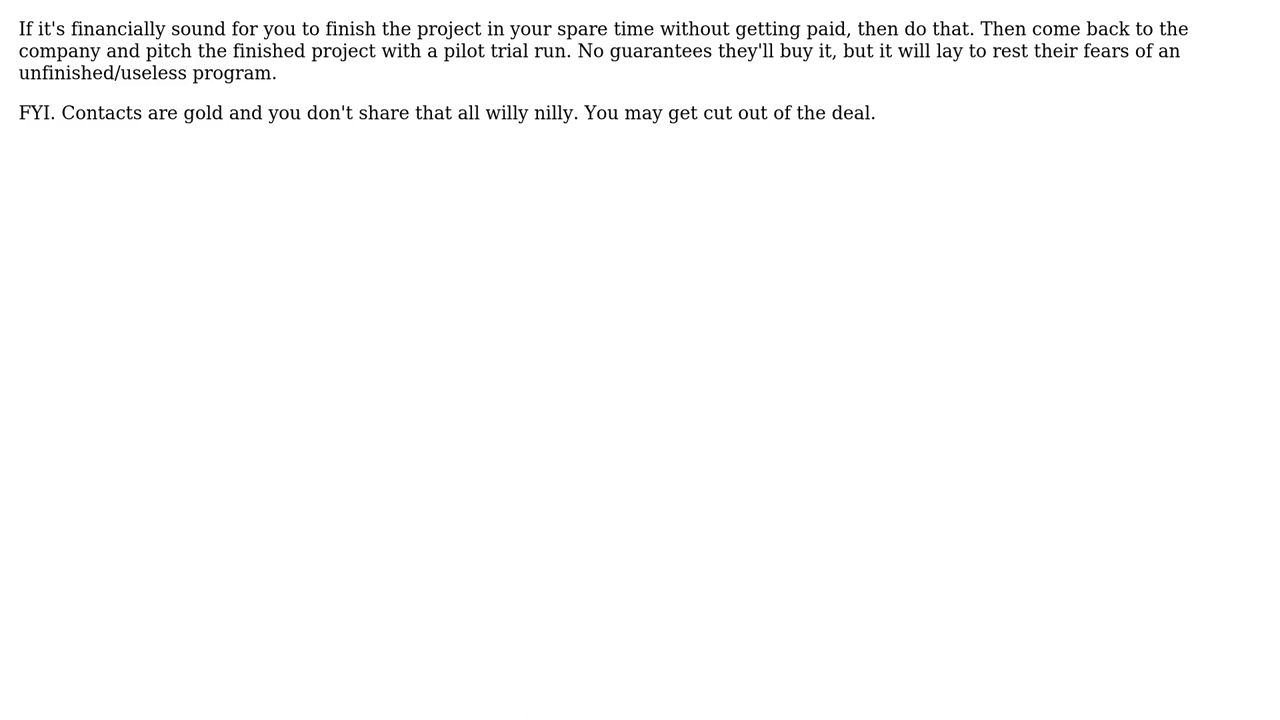 If it's financially sound for you to finish the project in your spare time without getting paid, then do that. Then come back to the
company and pitch the finished project with a pilot trial run. No guarantees they'll buy it, but it will lay to rest their fears of an
unfinished/useless program.
FYI. Contacts are gold and you don't share that all willy nilly. You may get cut out of the deal.